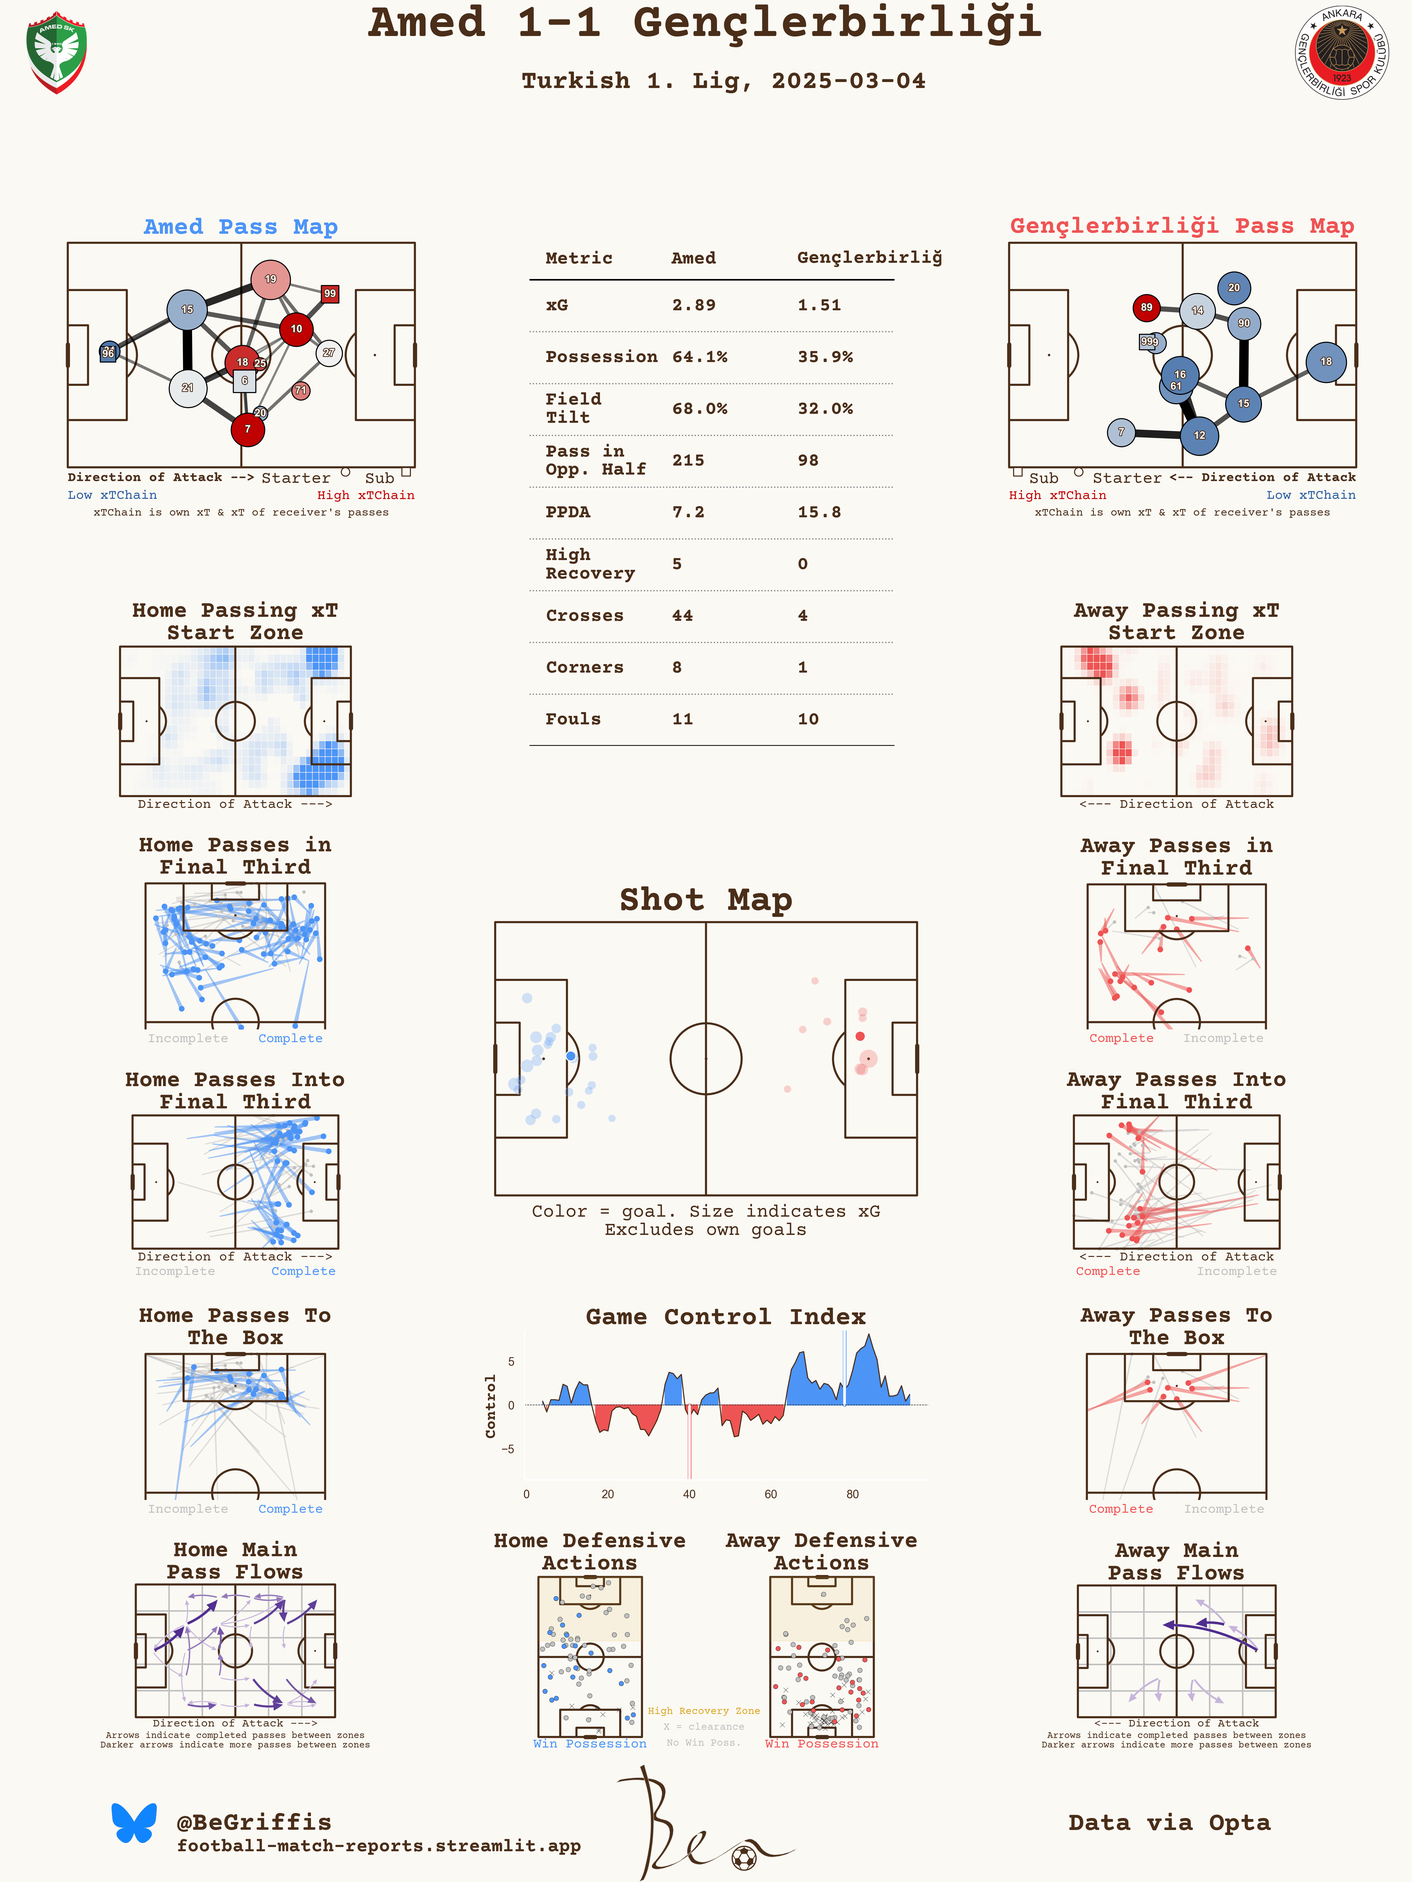 Amed 1-1 Gençlerbirliği
Turkish 1. Lig, 2025-03-04
AMED SK
ANKARA
GENÇLERBİRLİĞİ SPOR KULÜBÜ
1923
Amed Pass Map
19
99
15
10
96
18
25
27
6
21
71
20
7
Direction of Attack --> Starter Sub
Low xTChain High xTChain
xTChain is own xT & xT of receiver's passes
Metric Amed Gençlerbirliğ
xG 2.89 1.51
Possession 64.1% 35.9%
Field
Tilt 68.0% 32.0%
Pass in
Opp. Half 215 98
PPDA 7.2 15.8
High
Recovery 5 0
Crosses 44 4
Corners 8 1
Fouls 11 10
Gençlerbirliği Pass Map
20
89
14
90
18
16
61
15
7
12
Sub Starter <-- Direction of Attack
High xTChain Low xTChain
xTChain is own xT & xT of receiver's passes
Home Passing xT
Start Zone
Direction of Attack --->
Away Passing xT
Start Zone
<--- Direction of Attack
Home Passes in
Final Third
Incomplete Complete
Away Passes in
Final Third
Complete Incomplete
Shot Map
Color = goal. Size indicates xG
Excludes own goals
Home Passes Into
Final Third
Direction of Attack --->
Incomplete Complete
Away Passes Into
Final Third
<--- Direction of Attack
Complete Incomplete
Home Passes To
The Box
Incomplete Complete
Game Control Index
Control
5
0
−5
0 20 40 60 80
Away Passes To
The Box
Complete Incomplete
Home Main
Pass Flows
Direction of Attack --->
Arrows indicate completed passes between zones
Darker arrows indicate more passes between zones
Home Defensive
Actions
Win Possession
High Recovery Zone
X = clearance
No Win Poss.
Away Defensive
Actions
Win Possession
Away Main
Pass Flows
<--- Direction of Attack
Arrows indicate completed passes between zones
Darker arrows indicate more passes between zones
@BeGriffis
football-match-reports.streamlit.app
Ben
Data via Opta